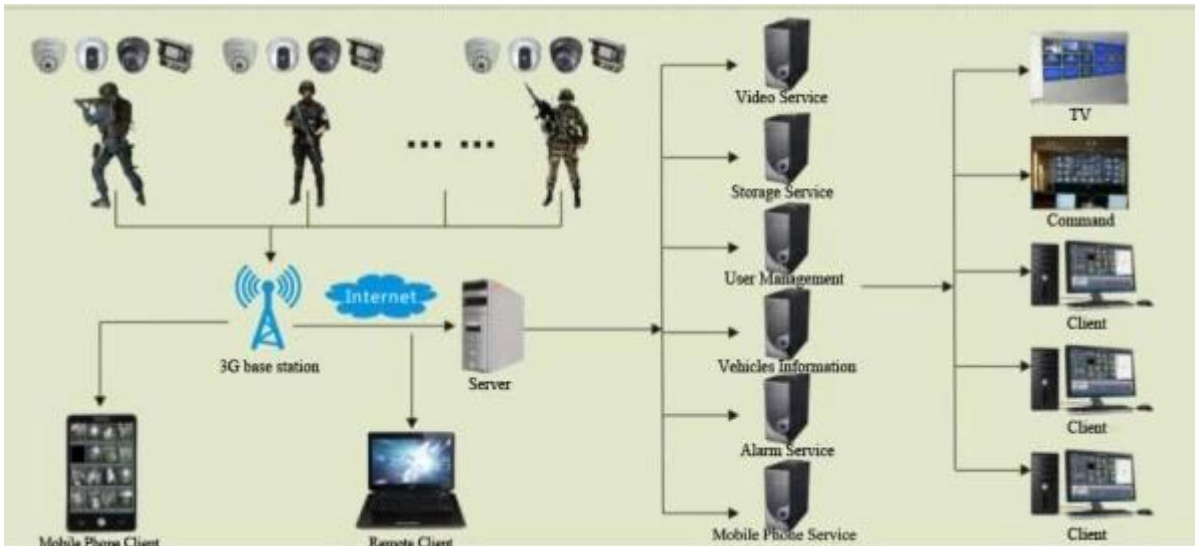 Video Service
TV
Storage Service
Command
User Management
Internet
Client
3G base station
Vehicles Information
Server
Client
Alarm Service
Client
Mobile Phone Client
Remote Client
Mobile Phone Service